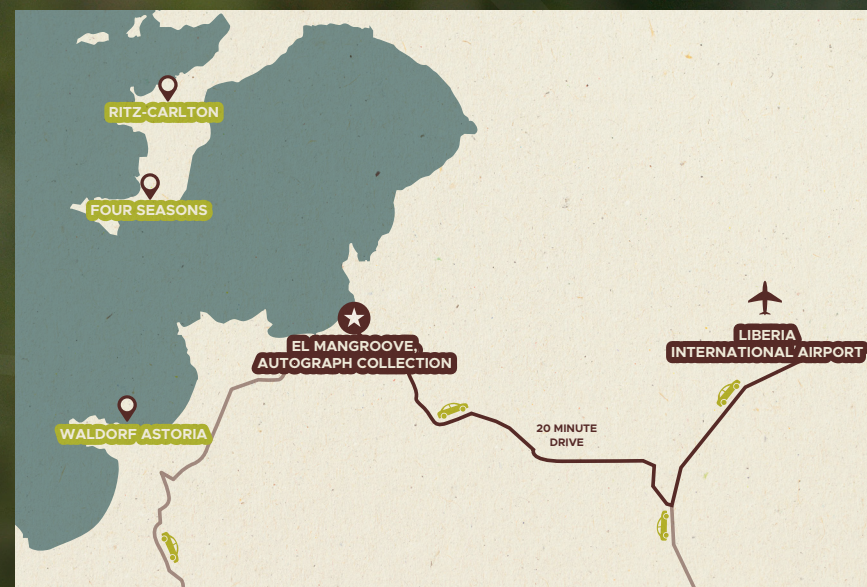 RITZ-CARLTON
FOUR SEASONS
EL MANGROOVE,
AUTOGRAPH COLLECTION
LIBERIA
INTERNATIONAL AIRPORT
WALDORF ASTORIA
20 MINUTE
DRIVE